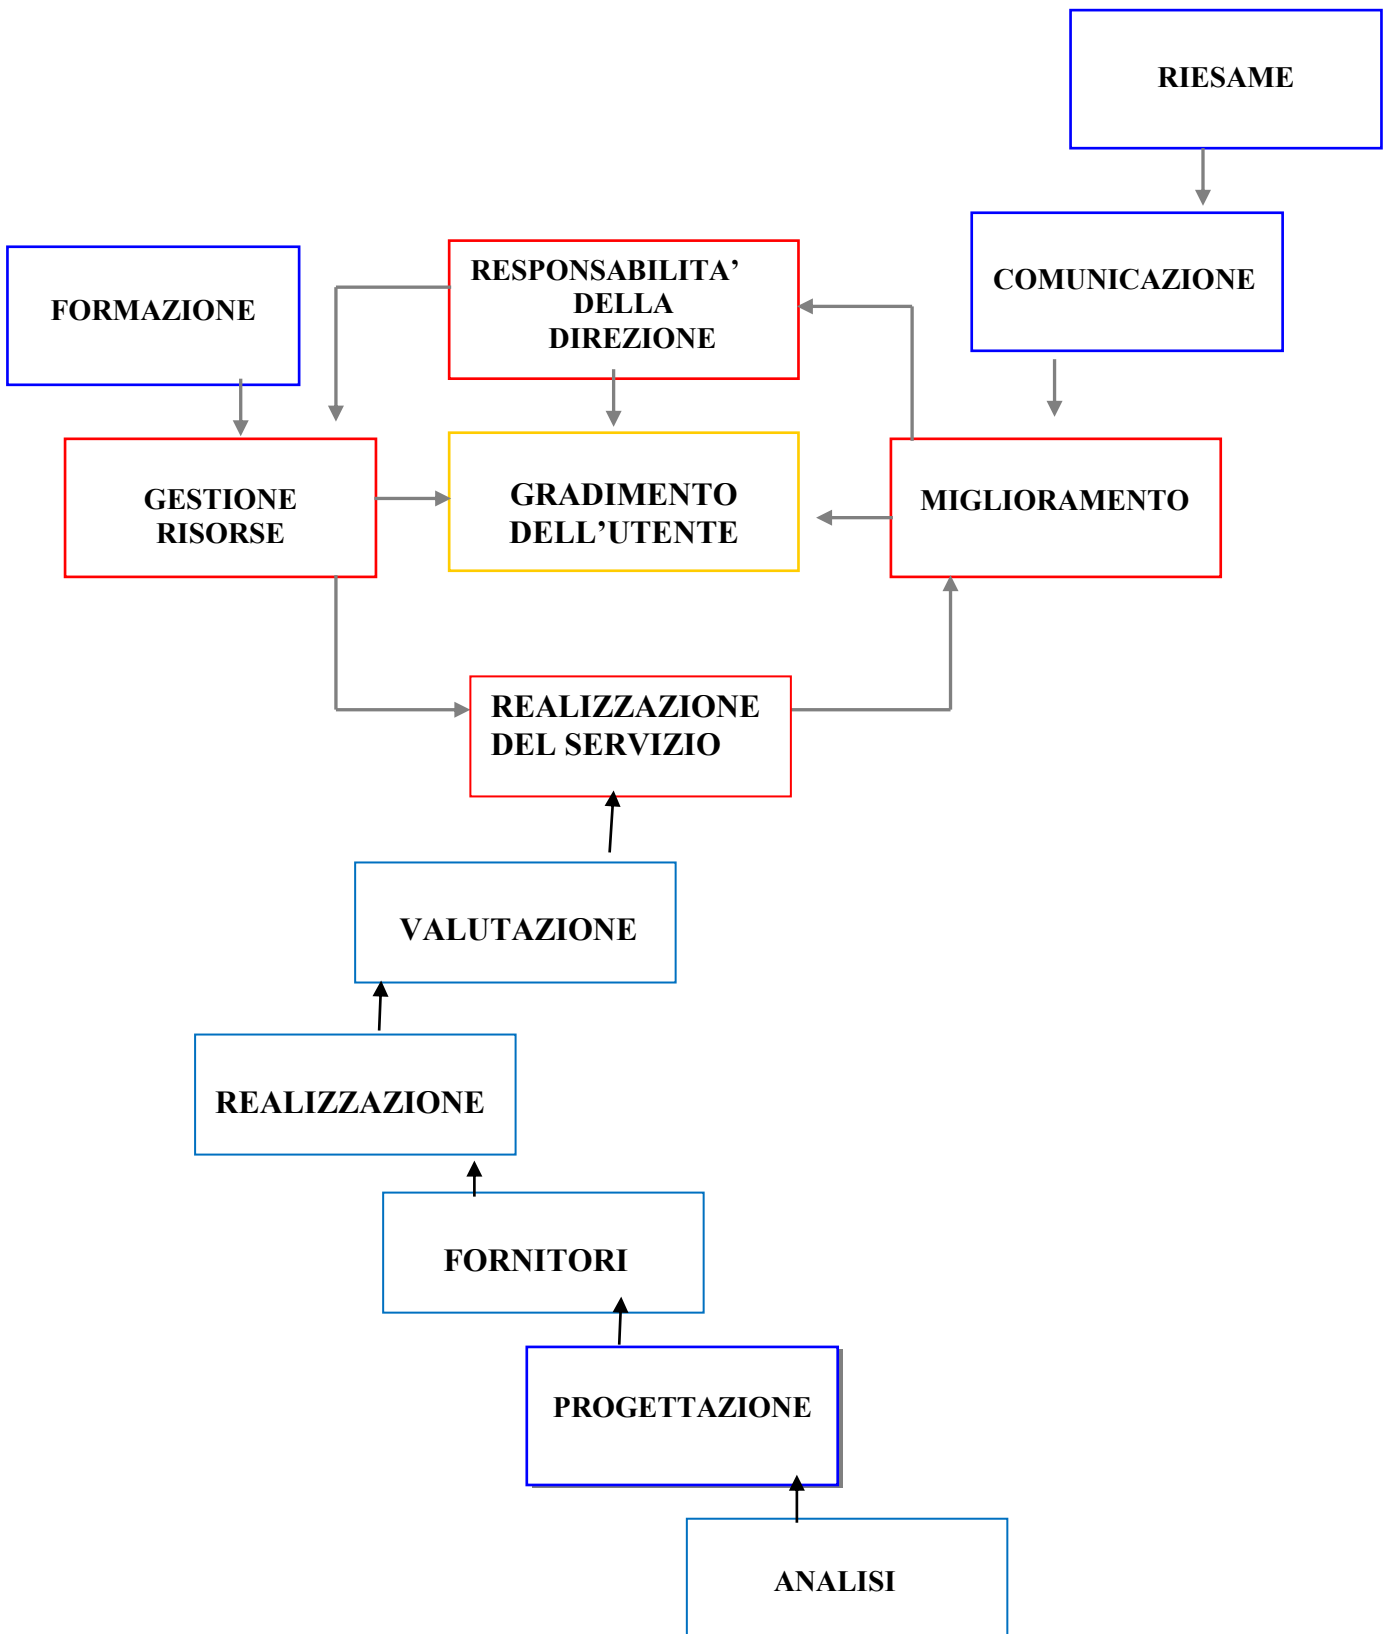 RIESAME
COMUNICAZIONE
FORMAZIONE
RESPONSABILITA’
DELLA
DIREZIONE
GESTIONE
RISORSE
GRADIMENTO
DELL’UTENTE
MIGLIORAMENTO
REALIZZAZIONE
DEL SERVIZIO
VALUTAZIONE
REALIZZAZIONE
FORNITORI
PROGETTAZIONE
ANALISI